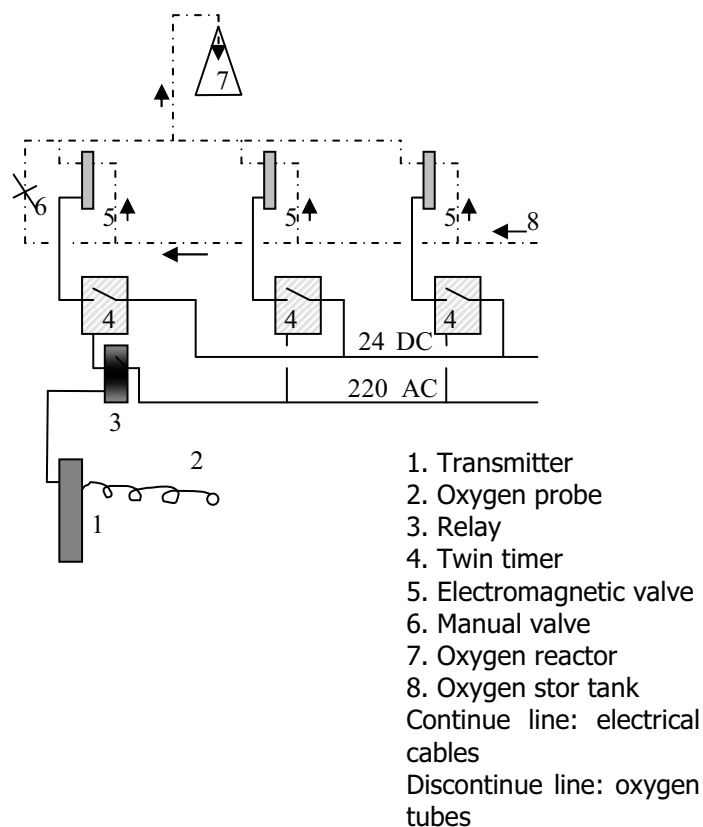 7
6
5
5
5
8
4
4
4
24 DC
220 AC
3
2
1
1. Transmitter
2. Oxygen probe
3. Relay
4. Twin timer
5. Electromagnetic valve
6. Manual valve
7. Oxygen reactor
8. Oxygen stor tank
Continue line: electrical
cables
Discontinue line: oxygen
tubes